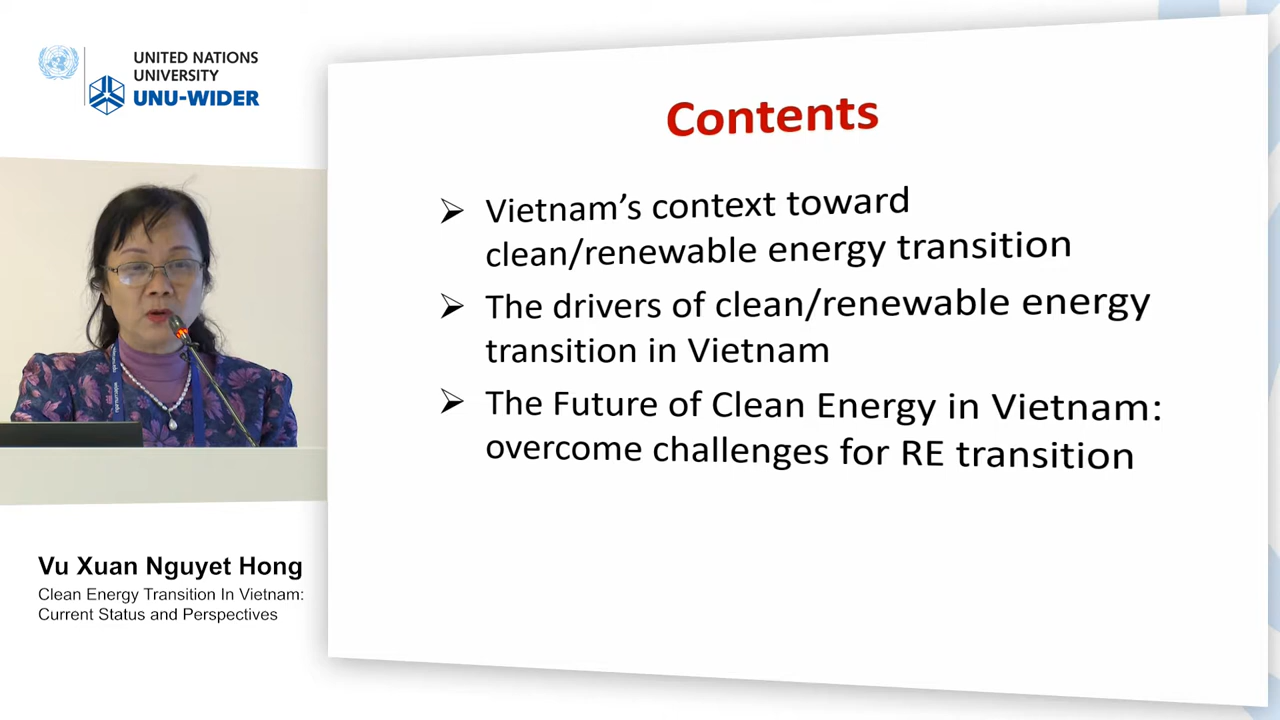 UNITED NATIONS
UNIVERSITY
UNU-WIDER
Contents
Vietnam's context toward
clean/renewable energy transition
The drivers of clean/renewable energy
transition in Vietnam
The Future of Clean Energy in Vietnam:
overcome challenges for RE transition
Vu Xuan Nguyet Hong
Clean Energy Transition In Vietnam:
Current Status and Perspectives